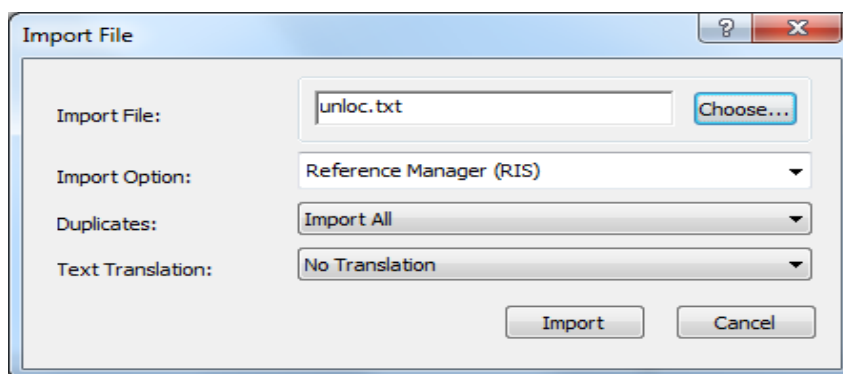 Import File
Import File: unloc.txt Choose...
Import Option: Reference Manager (RIS)
Duplicates: Import All
Text Translation: No Translation
Import Cancel